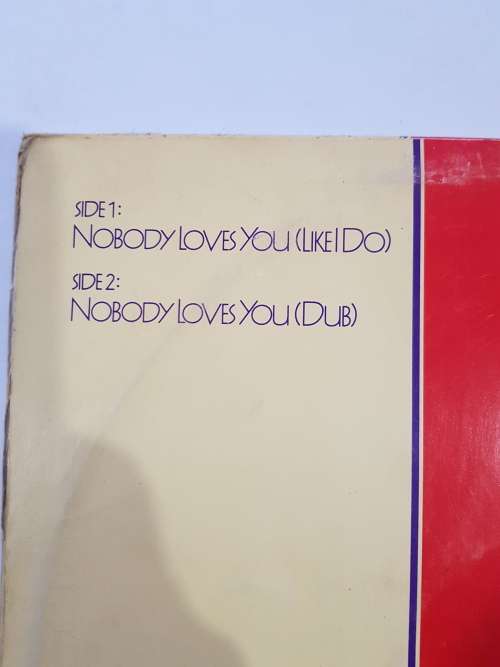 SIDE 1:
NOBODY LOVES YOU (LIKE I DO)
SIDE 2:
NOBODY LOVES YOU (DUB)